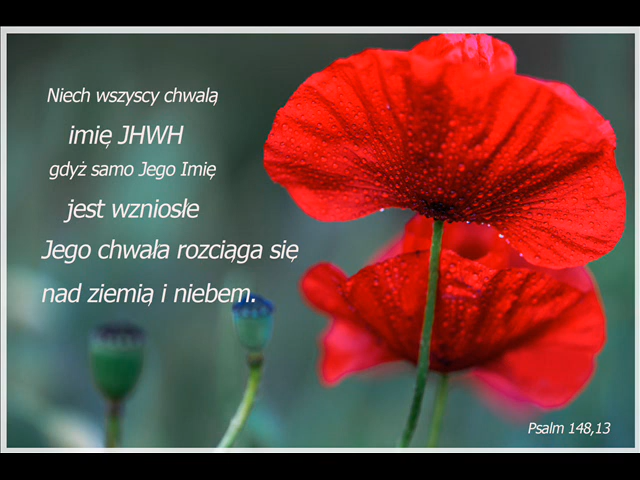 Niech wszyscy chwalą
imię JHWH
gdyż samo Jego Imię
jest wzniosłe
Jego chwała rozciąga się
nad ziemią i niebem.
Psalm 148,13